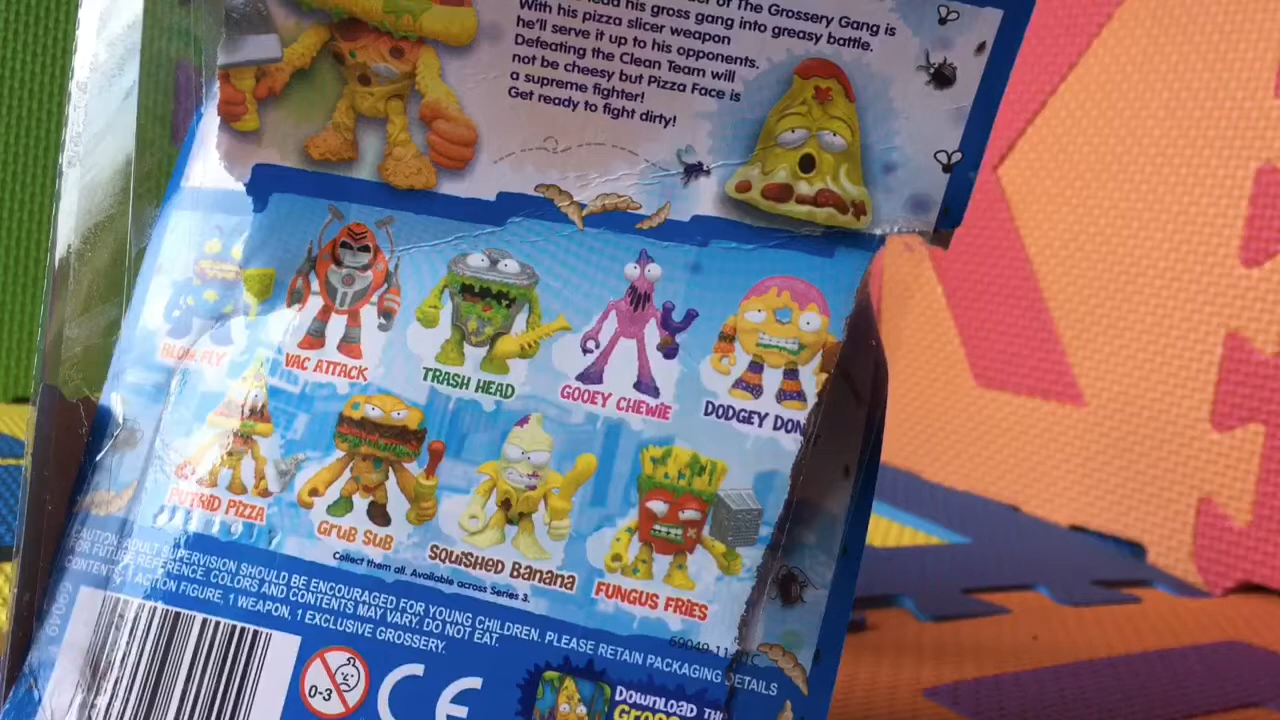 of The Grossery Gang is
his gross gang into greasy battle.
With his pizza slicer weapon
he'll serve it up to his opponents.
Defeating the Clean Team will
not be cheesy but Pizza Face is
a supreme fighter!
Get ready to fight dirty!
BLOW FLY
VAC ATTACK
TRASH HEAD
GOOEY CHEWIE
DODGEY DON
PUTRID PIZZA
GRUB SUB
SQUISHED BANANA
FUNGUS FRIES
Collect them all. Available across Series 3.
CAUTION: ADULT SUPERVISION SHOULD BE ENCOURAGED FOR YOUNG CHILDREN. PLEASE RETAIN PACKAGING DETAILS
FOR FUTURE REFERENCE. COLORS AND CONTENTS MAY VARY. DO NOT EAT.
CONTENTS: 1 ACTION FIGURE, 1 WEAPON, 1 EXCLUSIVE GROSSERY.
69049
0-3
CE
DOWNLOAD THE